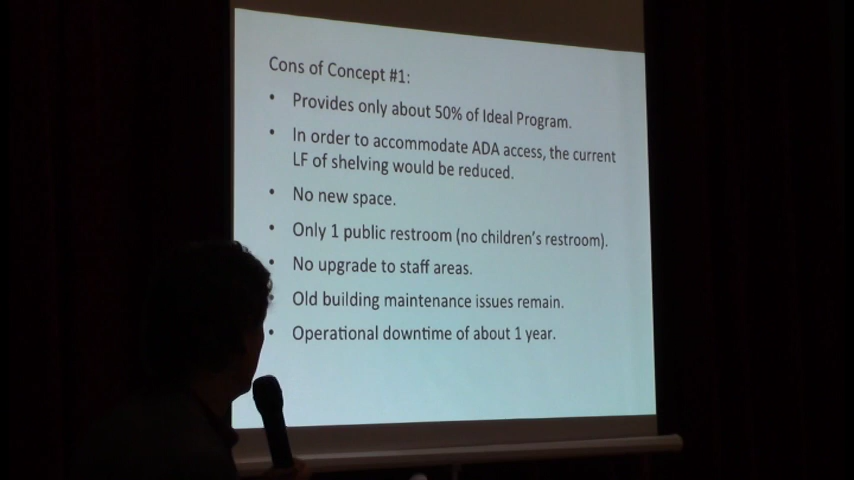 Cons of Concept #1:
• Provides only about 50% of Ideal Program.
• In order to accommodate ADA access, the current
LF of shelving would be reduced.
• No new space.
• Only 1 public restroom (no children's restroom).
• No upgrade to staff areas.
• Old building maintenance issues remain.
• Operational downtime of about 1 year.